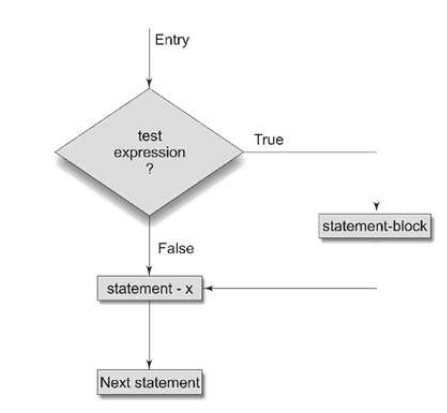 Entry
test
expression
?
True
statement-block
False
statement - x
Next statement